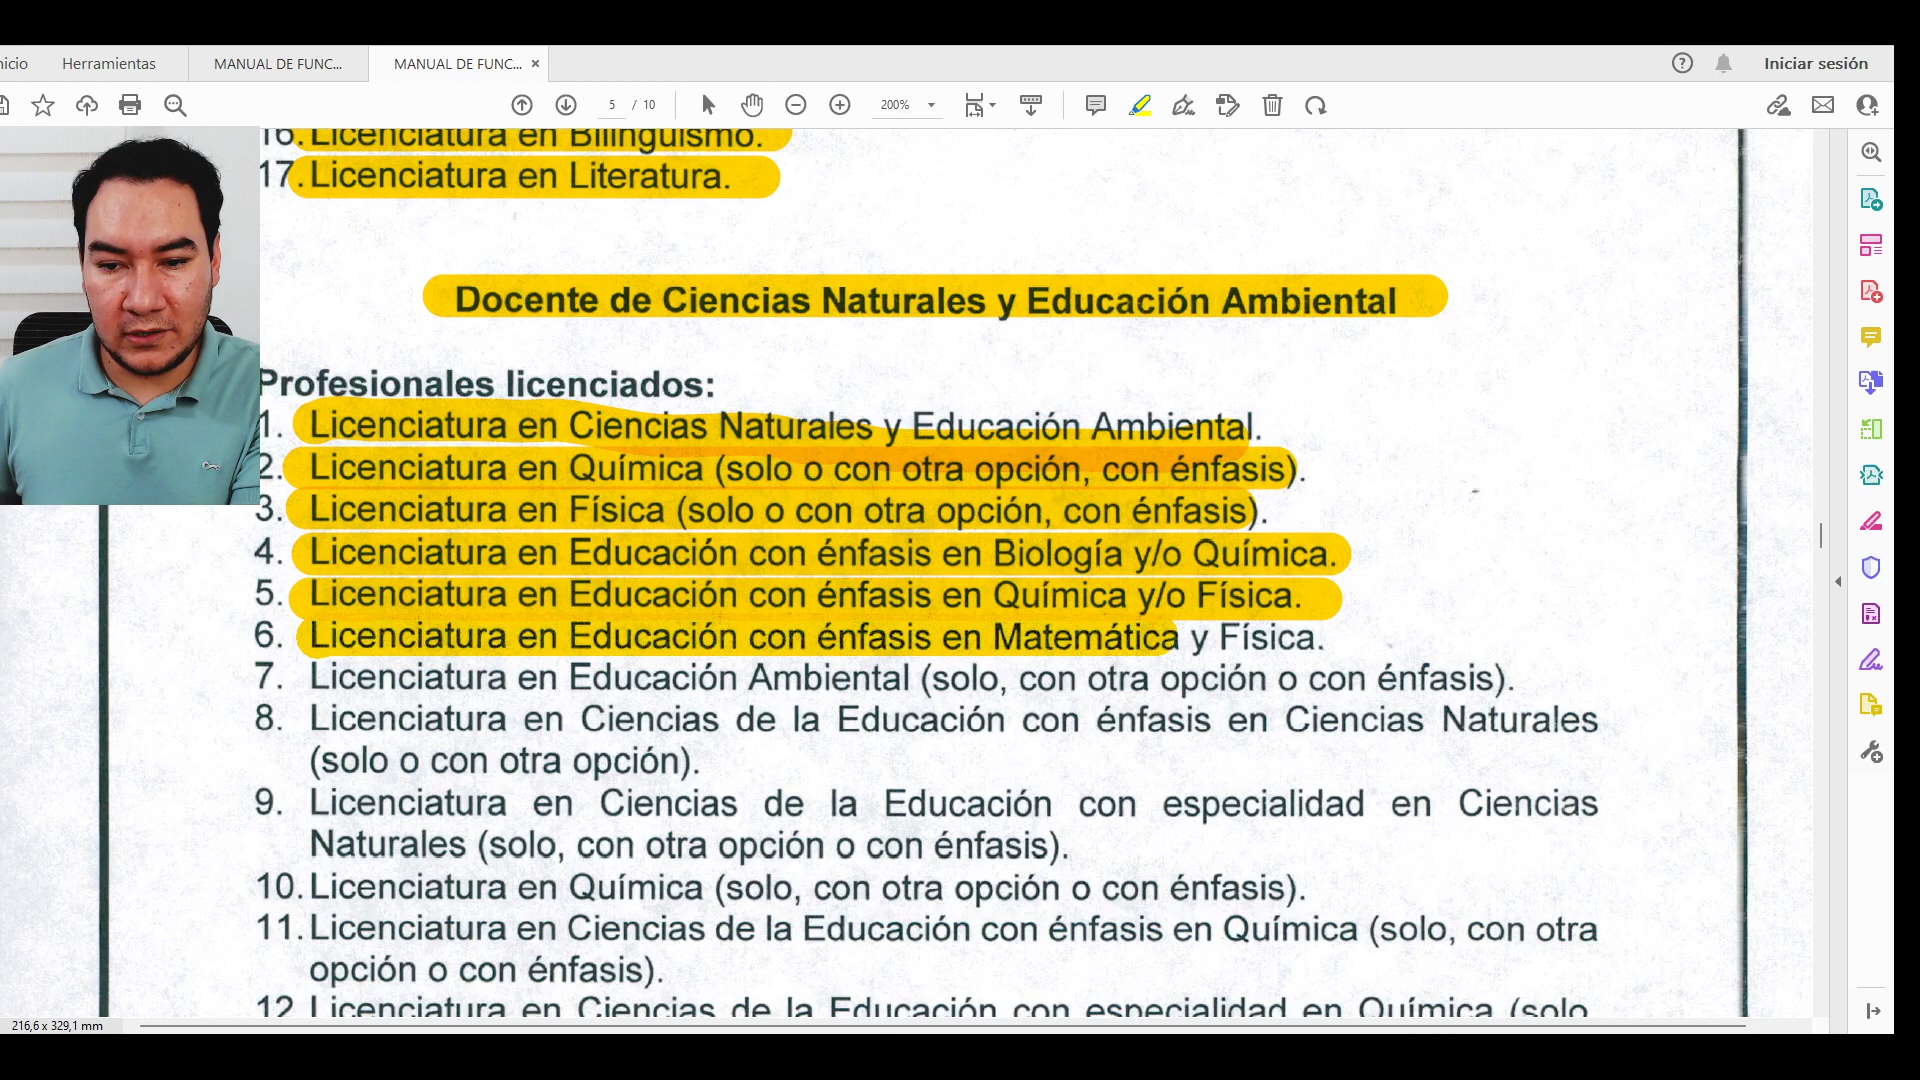 nicio
Herramientas
MANUAL DE FUNC...
MANUAL DE FUNC... ×
Iniciar sesión
5 / 10
200%
16. Licenciatura en Bilingüismo.
17. Licenciatura en Literatura.
Docente de Ciencias Naturales y Educación Ambiental
Profesionales licenciados:
1. Licenciatura en Ciencias Naturales y Educación Ambiental.
2. Licenciatura en Química (solo o con otra opción, con énfasis).
3. Licenciatura en Física (solo o con otra opción, con énfasis).
4. Licenciatura en Educación con énfasis en Biología y/o Química.
5. Licenciatura en Educación con énfasis en Química y/o Física.
6. Licenciatura en Educación con énfasis en Matemática y Física.
7. Licenciatura en Educación Ambiental (solo, con otra opción o con énfasis).
8. Licenciatura en Ciencias de la Educación con énfasis en Ciencias Naturales
(solo o con otra opción).
9. Licenciatura en Ciencias de la Educación con especialidad en Ciencias
Naturales (solo, con otra opción o con énfasis).
10. Licenciatura en Química (solo, con otra opción o con énfasis).
11. Licenciatura en Ciencias de la Educación con énfasis en Química (solo, con otra
opción o con énfasis).
12 Licenciatura en Ciencias de la Educación con especialidad en Química (solo
216,6 x 329,1 mm